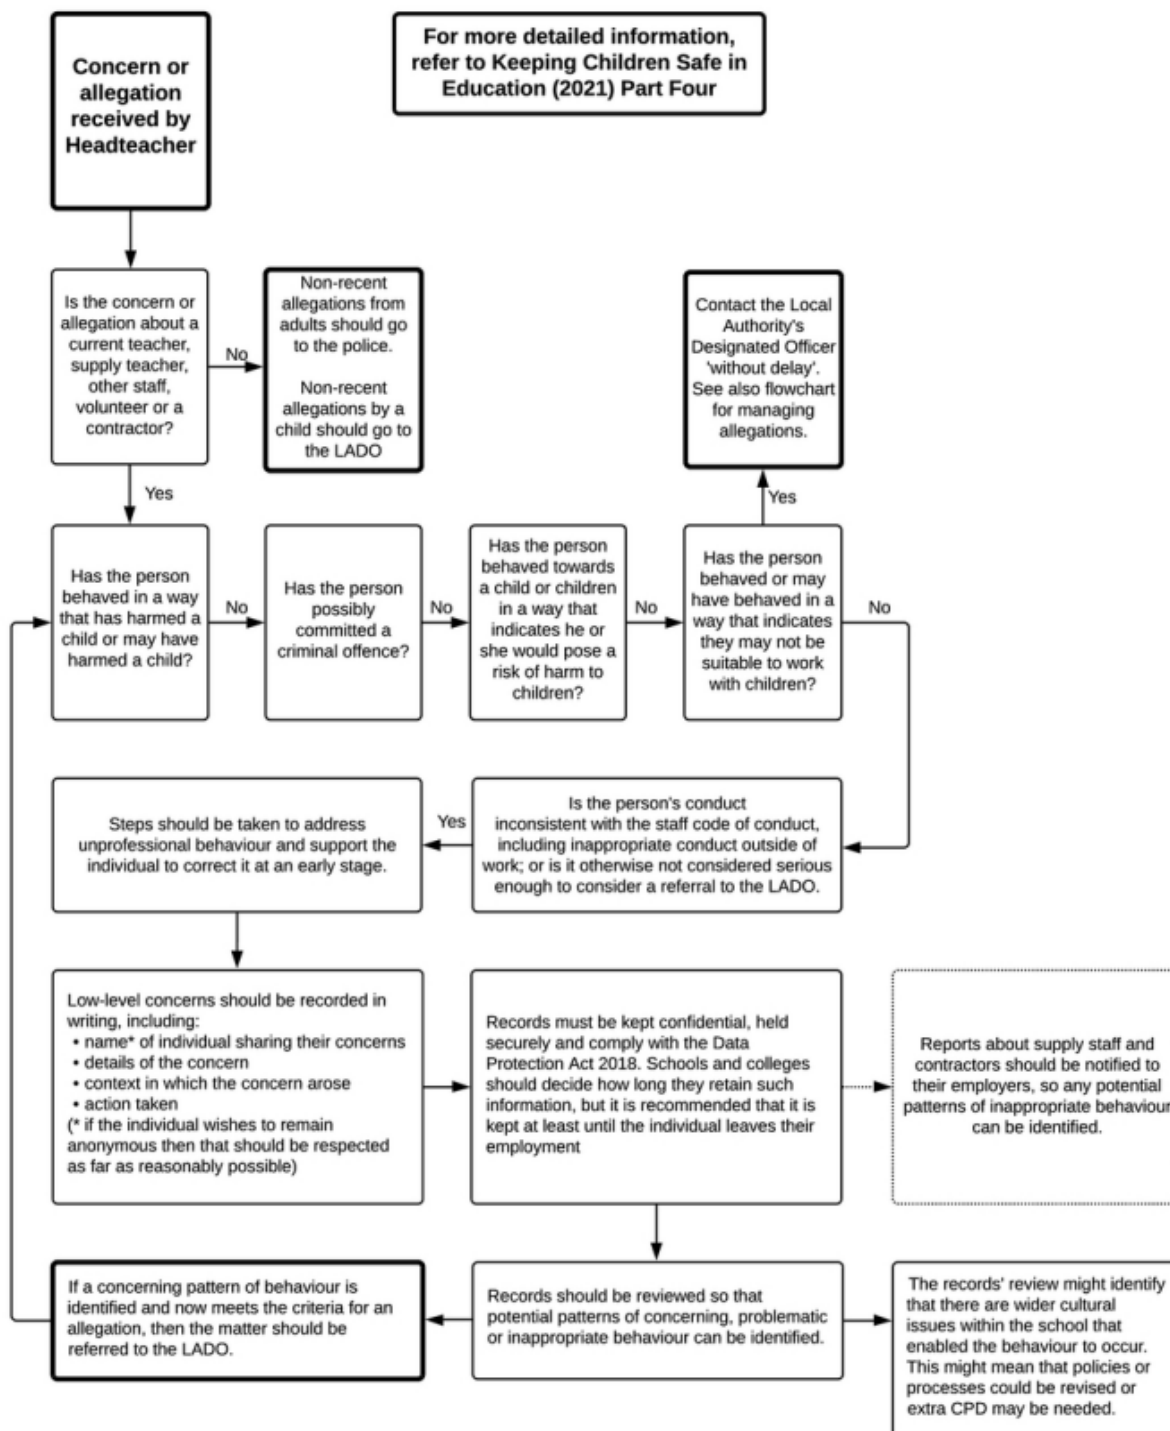 Concern or
allegation
received by
Headteacher
For more detailed information,
refer to Keeping Children Safe in
Education (2021) Part Four
Is the concern or
allegation about a
current teacher,
supply teacher,
other staff,
volunteer or a
contractor?
No
Non-recent
allegations from
adults should go
to the police.
Non-recent
allegations by a
child should go to
the LADO
Contact the Local
Authority's
Designated Officer
'without delay'.
See also flowchart
for managing
allegations.
Yes
Yes
Has the person
behaved in a way
that has harmed a
child or may have
harmed a child?
No
Has the person
possibly
committed a
criminal offence?
No
Has the person
behaved towards
a child or children
in a way that
indicates he or
she would pose a
risk of harm to
children?
No
Has the person
behaved or may
have behaved in a
way that indicates
they may not be
suitable to work
with children?
No
Steps should be taken to address
unprofessional behaviour and support the
individual to correct it at an early stage.
Yes
Is the person's conduct
inconsistent with the staff code of conduct,
including inappropriate conduct outside of
work; or is it otherwise not considered serious
enough to consider a referral to the LADO.
Low-level concerns should be recorded in
writing, including:
• name* of individual sharing their concerns
• details of the concern
• context in which the concern arose
• action taken
(* if the individual wishes to remain
anonymous then that should be respected
as far as reasonably possible)
Records must be kept confidential, held
securely and comply with the Data
Protection Act 2018. Schools and colleges
should decide how long they retain such
information, but it is recommended that it is
kept at least until the individual leaves their
employment
Reports about supply staff and
contractors should be notified to
their employers, so any potential
patterns of inappropriate behaviour
can be identified.
If a concerning pattern of behaviour is
identified and now meets the criteria for an
allegation, then the matter should be
referred to the LADO.
Records should be reviewed so that
potential patterns of concerning, problematic
or inappropriate behaviour can be identified.
The records' review might identify
that there are wider cultural
issues within the school that
enabled the behaviour to occur.
This might mean that policies or
processes could be revised or
extra CPD may be needed.